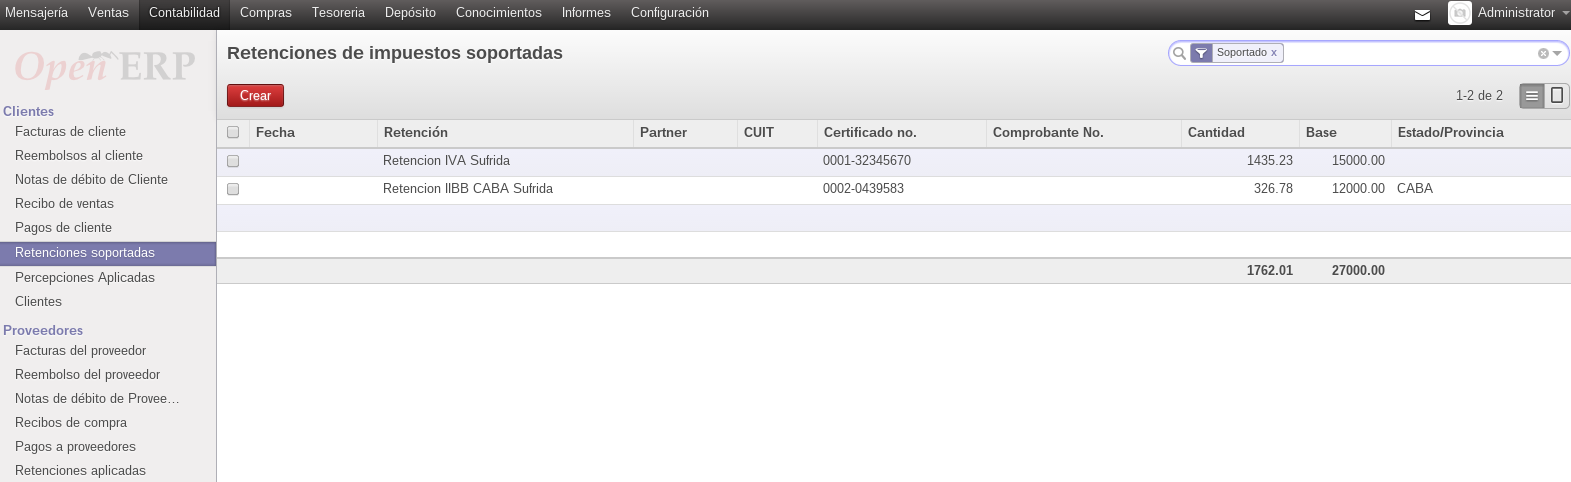 Mensajería Ventas Contabilidad Compras Tesoreria Depósito Conocimientos Informes Configuración Administrator
Open ERP
Retenciones de impuestos soportadas
Soportado x
Crear
1-2 de 2
Clientes
Facturas de cliente
Reembolsos al cliente
Notas de débito de Cliente
Recibo de ventas
Pagos de cliente
Retenciones soportadas
Percepciones Aplicadas
Clientes
Proveedores
Facturas del proveedor
Reembolso del proveedor
Notas de débito de Provee…
Recibos de compra
Pagos a proveedores
Retenciones aplicadas
Fecha Retención Partner CUIT Certificado no. Comprobante No. Cantidad Base Estado/Provincia
Retencion IVA Sufrida 0001-32345670 1435.23 15000.00
Retencion IIBB CABA Sufrida 0002-0439583 326.78 12000.00 CABA
1762.01 27000.00